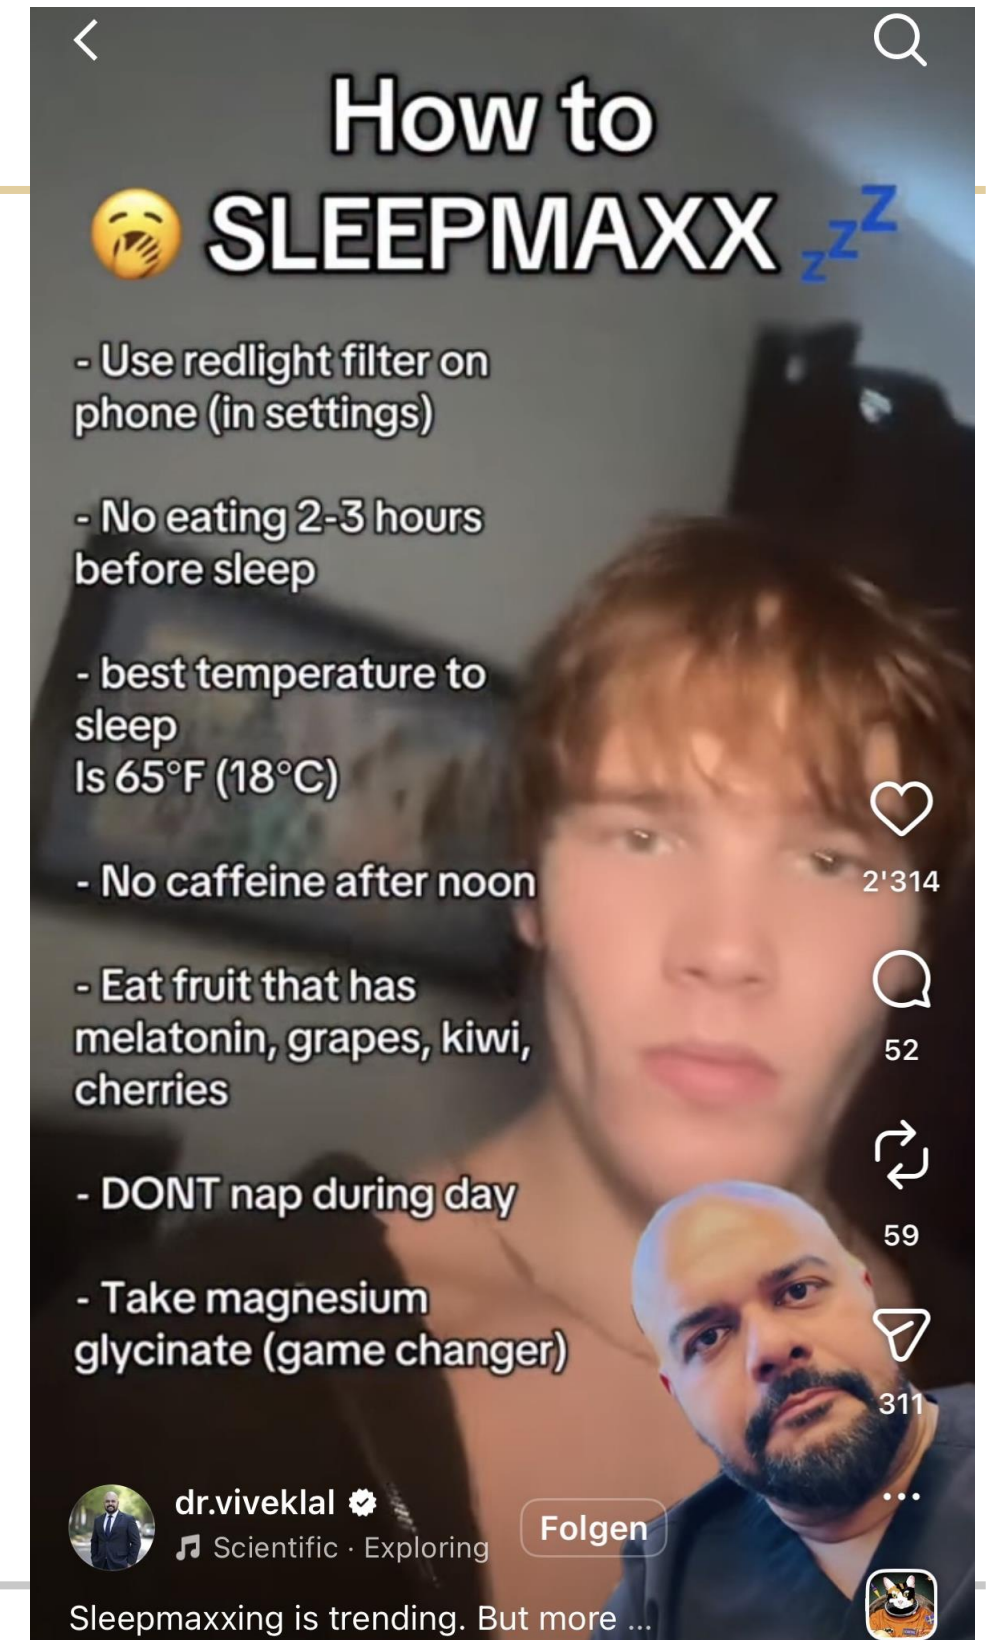 How to
🥱 SLEEPMAXX 💤
- Use redlight filter on
phone (in settings)
- No eating 2-3 hours
before sleep
- best temperature to
sleep
Is 65°F (18°C)
- No caffeine after noon
- Eat fruit that has
melatonin, grapes, kiwi,
cherries
- DONT nap during day
- Take magnesium
glycinate (game changer)
2'314
52
59
311
dr.viveklal
Scientific · Exploring
Folgen
Sleepmaxxing is trending. But more ...